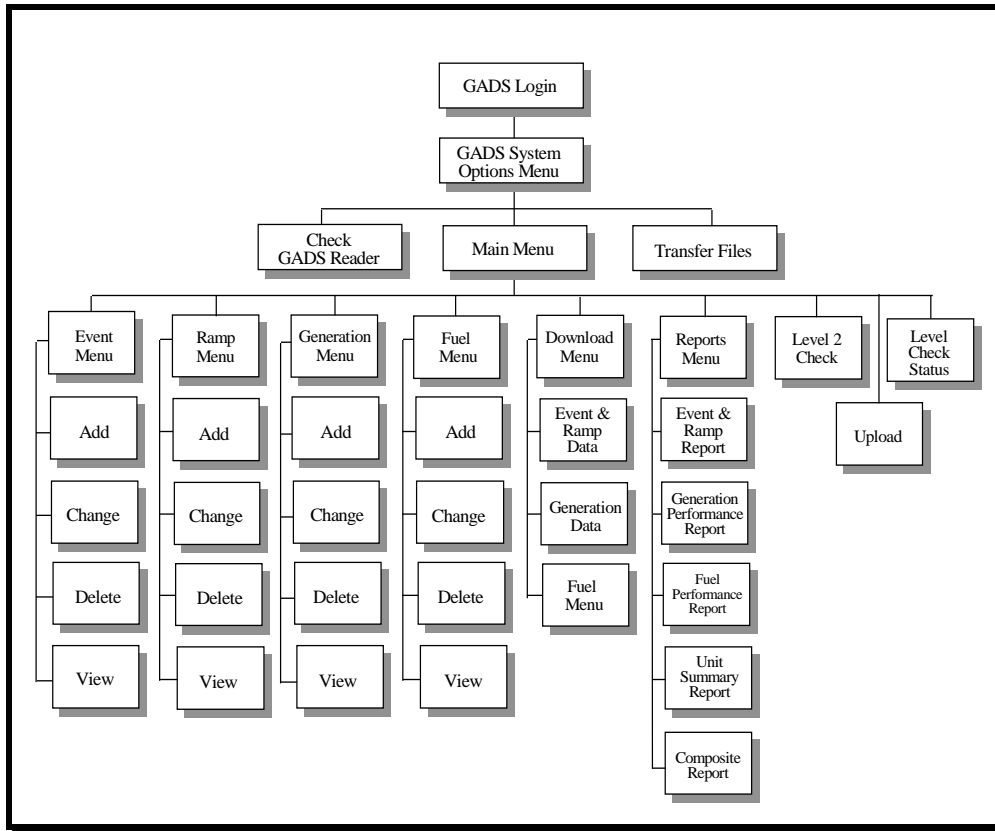 GADS Login
GADS System
Options Menu
Check
GADS Reader
Main Menu
Transfer Files
Event
Menu
Ramp
Menu
Generation
Menu
Fuel
Menu
Download
Menu
Reports
Menu
Level 2
Check
Level
Check
Status
Add
Add
Add
Add
Event &
Ramp
Data
Event &
Ramp
Report
Upload
Change
Change
Change
Change
Generation
Data
Generation
Performance
Report
Delete
Delete
Delete
Delete
Fuel
Menu
Fuel
Performance
Report
View
View
View
View
Unit
Summary
Report
Composite
Report